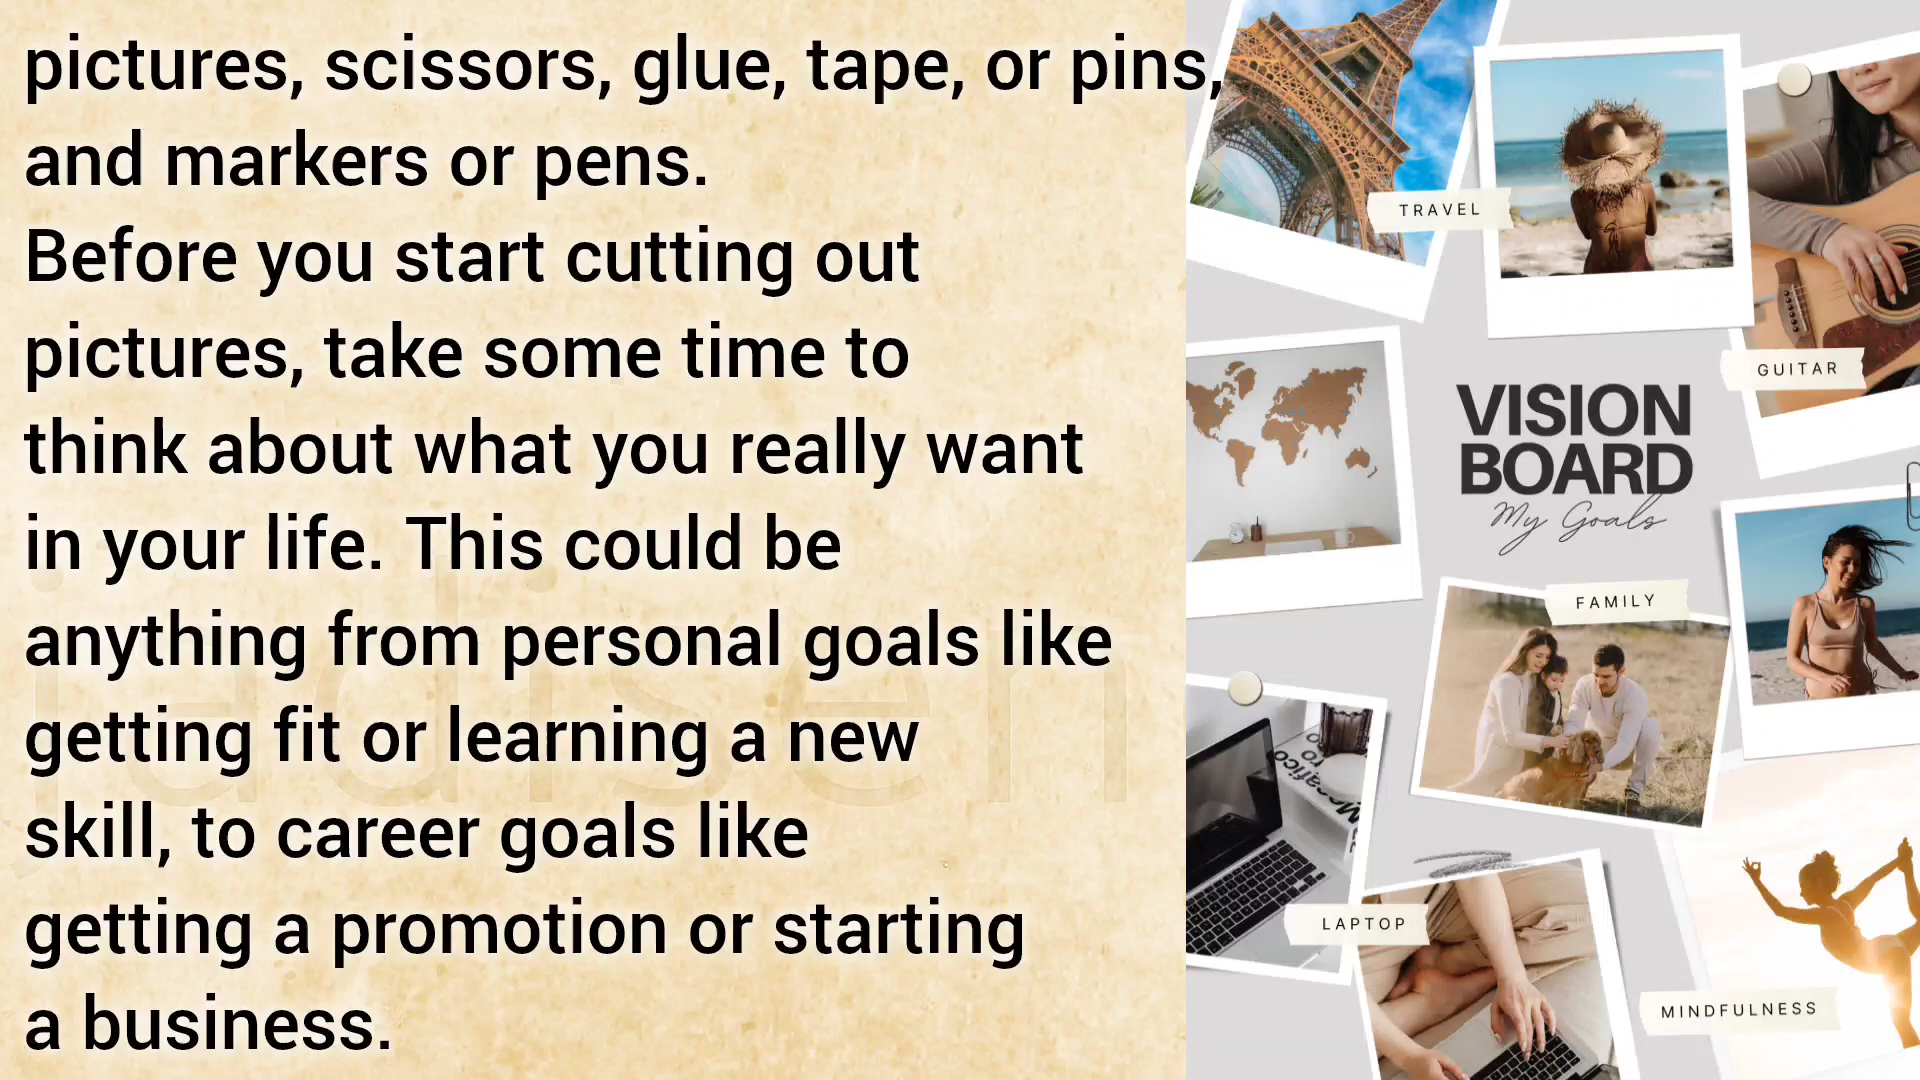 pictures, scissors, glue, tape, or pins,
and markers or pens.
Before you start cutting out
pictures, take some time to
think about what you really want
in your life. This could be
anything from personal goals like
getting fit or learning a new
skill, to career goals like
getting a promotion or starting
a business.
jadisen
TRAVEL
GUITAR
VISION
BOARD
My Goals
FAMILY
LAPTOP
MINDFULNESS